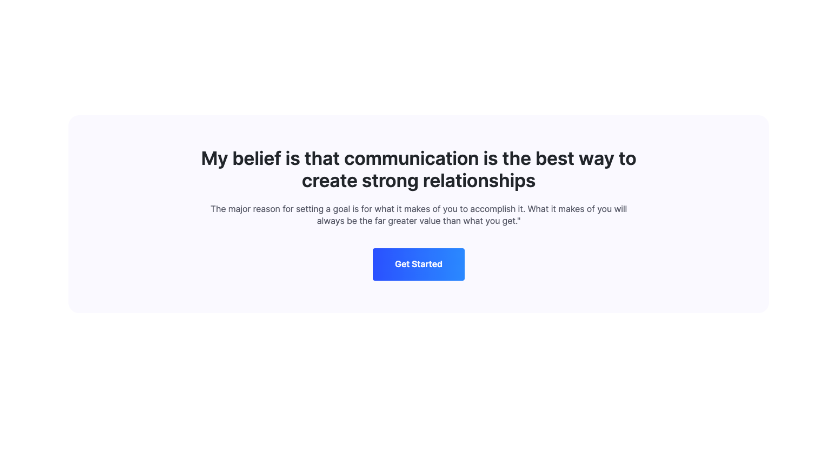 My belief is that communication is the best way to
create strong relationships
The major reason for setting a goal is for what it makes of you to accomplish it. What it makes of you will
always be the far greater value than what you get."
Get Started